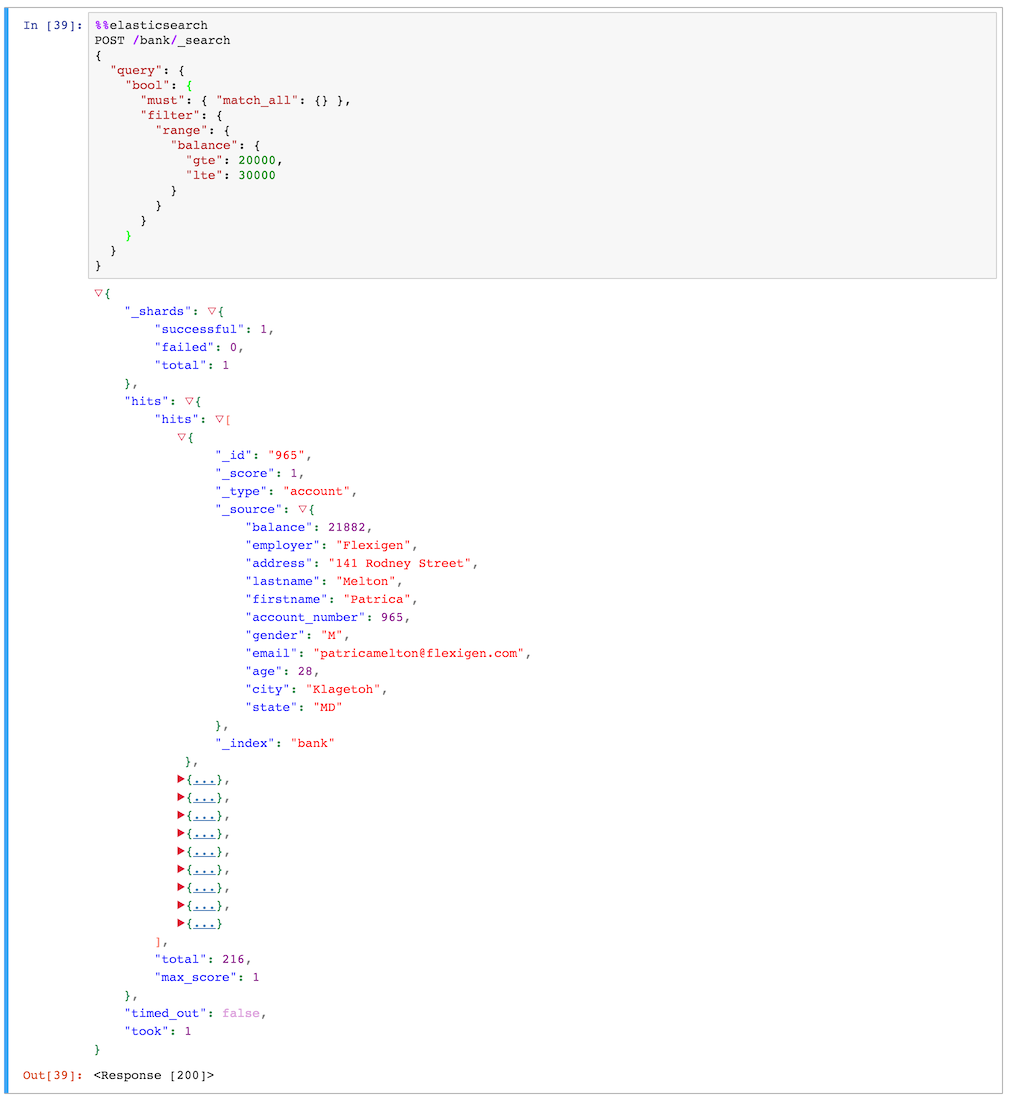 In [39]: %%elasticsearch
POST /bank/_search
{
  "query": {
    "bool": {
      "must": { "match_all": {} },
      "filter": {
        "range": {
          "balance": {
            "gte": 20000,
            "lte": 30000
          }
        }
      }
    }
  }
}
▽{
    "_shards": ▽{
        "successful": 1,
        "failed": 0,
        "total": 1
    },
    "hits": ▽{
        "hits": ▽[
           ▽{
                "_id": "965",
                "_score": 1,
                "_type": "account",
                "_source": ▽{
                    "balance": 21882,
                    "employer": "Flexigen",
                    "address": "141 Rodney Street",
                    "lastname": "Melton",
                    "firstname": "Patrica",
                    "account_number": 965,
                    "gender": "M",
                    "email": "patricamelton@flexigen.com",
                    "age": 28,
                    "city": "Klagetoh",
                    "state": "MD"
                },
                "_index": "bank"
            },
           ▶{...},
           ▶{...},
           ▶{...},
           ▶{...},
           ▶{...},
           ▶{...},
           ▶{...},
           ▶{...},
           ▶{...}
        ],
        "total": 216,
        "max_score": 1
    },
    "timed_out": false,
    "took": 1
}
Out[39]: <Response [200]>